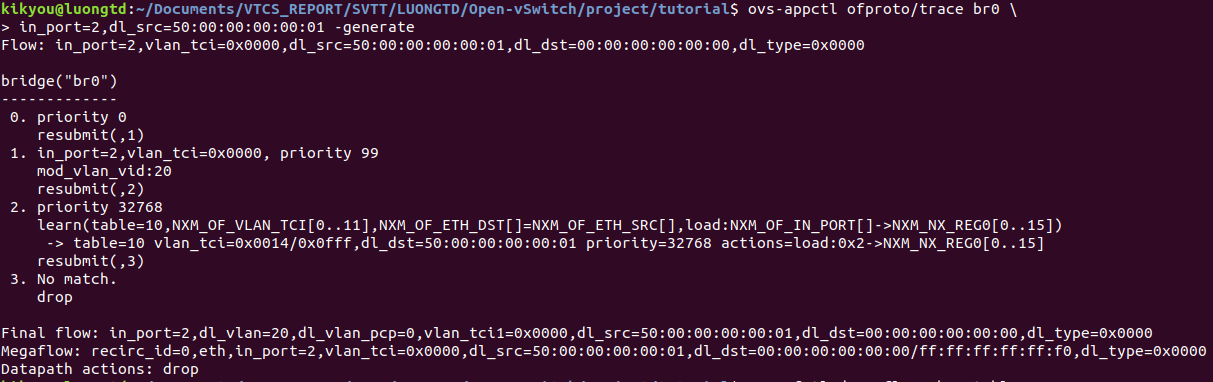 kikyou@luongtd:~/Documents/VTCS_REPORT/SVTT/LUONGTD/Open-vSwitch/project/tutorial$ ovs-appctl ofproto/trace br0 \
> in_port=2,dl_src=50:00:00:00:00:01 -generate
Flow: in_port=2,vlan_tci=0x0000,dl_src=50:00:00:00:00:01,dl_dst=00:00:00:00:00:00,dl_type=0x0000
bridge("br0")
-------------
0. priority 0
resubmit(,1)
1. in_port=2,vlan_tci=0x0000, priority 99
mod_vlan_vid:20
resubmit(,2)
2. priority 32768
learn(table=10,NXM_OF_VLAN_TCI[0..11],NXM_OF_ETH_DST[]=NXM_OF_ETH_SRC[],load:NXM_OF_IN_PORT[]->NXM_NX_REG0[0..15])
-> table=10 vlan_tci=0x0014/0x0fff,dl_dst=50:00:00:00:00:01 priority=32768 actions=load:0x2->NXM_NX_REG0[0..15]
resubmit(,3)
3. No match.
drop
Final flow: in_port=2,dl_vlan=20,dl_vlan_pcp=0,vlan_tci1=0x0000,dl_src=50:00:00:00:00:01,dl_dst=00:00:00:00:00:00,dl_type=0x0000
Megaflow: recirc_id=0,eth,in_port=2,vlan_tci=0x0000,dl_src=50:00:00:00:00:01,dl_dst=00:00:00:00:00:00/ff:ff:ff:ff:ff:f0,dl_type=0x0000
Datapath actions: drop